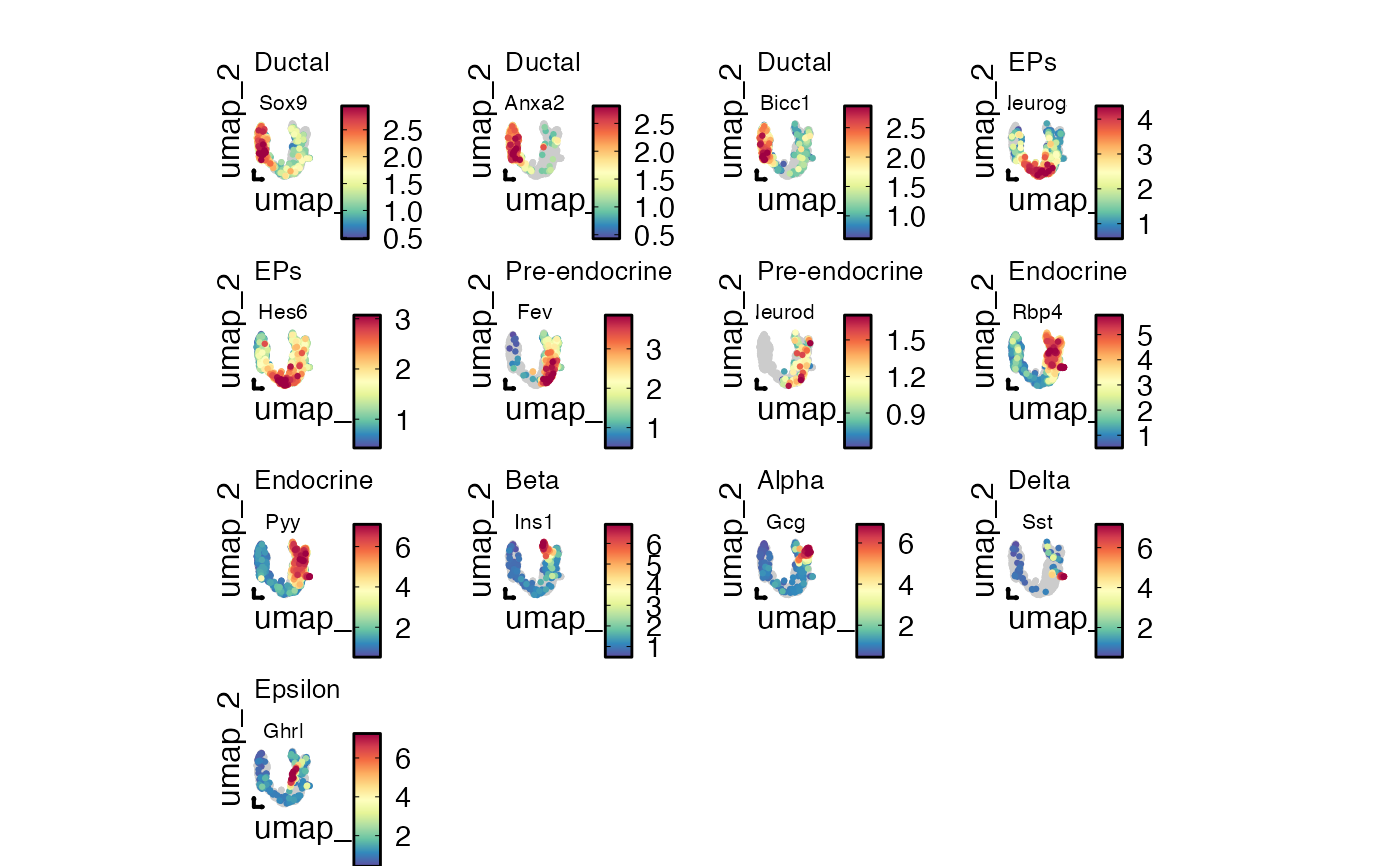 Ductal
umap_2
Sox9
2.5
2.0
1.5
1.0
0.5
umap_
Ductal
umap_2
Anxa2
2.5
2.0
1.5
1.0
0.5
umap_
Ductal
umap_2
Bicc1
2.5
2.0
1.5
1.0
umap_
EPs
umap_2
leurog
4
3
2
1
umap_
EPs
umap_2
Hes6
3
2
1
umap_
Pre-endocrine
umap_2
Fev
3
2
1
umap_
Pre-endocrine
umap_2
leurod
1.5
1.2
0.9
umap_
Endocrine
umap_2
Rbp4
5
4
3
2
1
umap_
Endocrine
umap_2
Pyy
6
4
2
umap_
Beta
umap_2
Ins1
6
5
4
3
2
1
umap_
Alpha
umap_2
Gcg
6
4
2
umap_
Delta
umap_2
Sst
6
4
2
umap_
Epsilon
umap_2
Ghrl
6
4
2
umap_